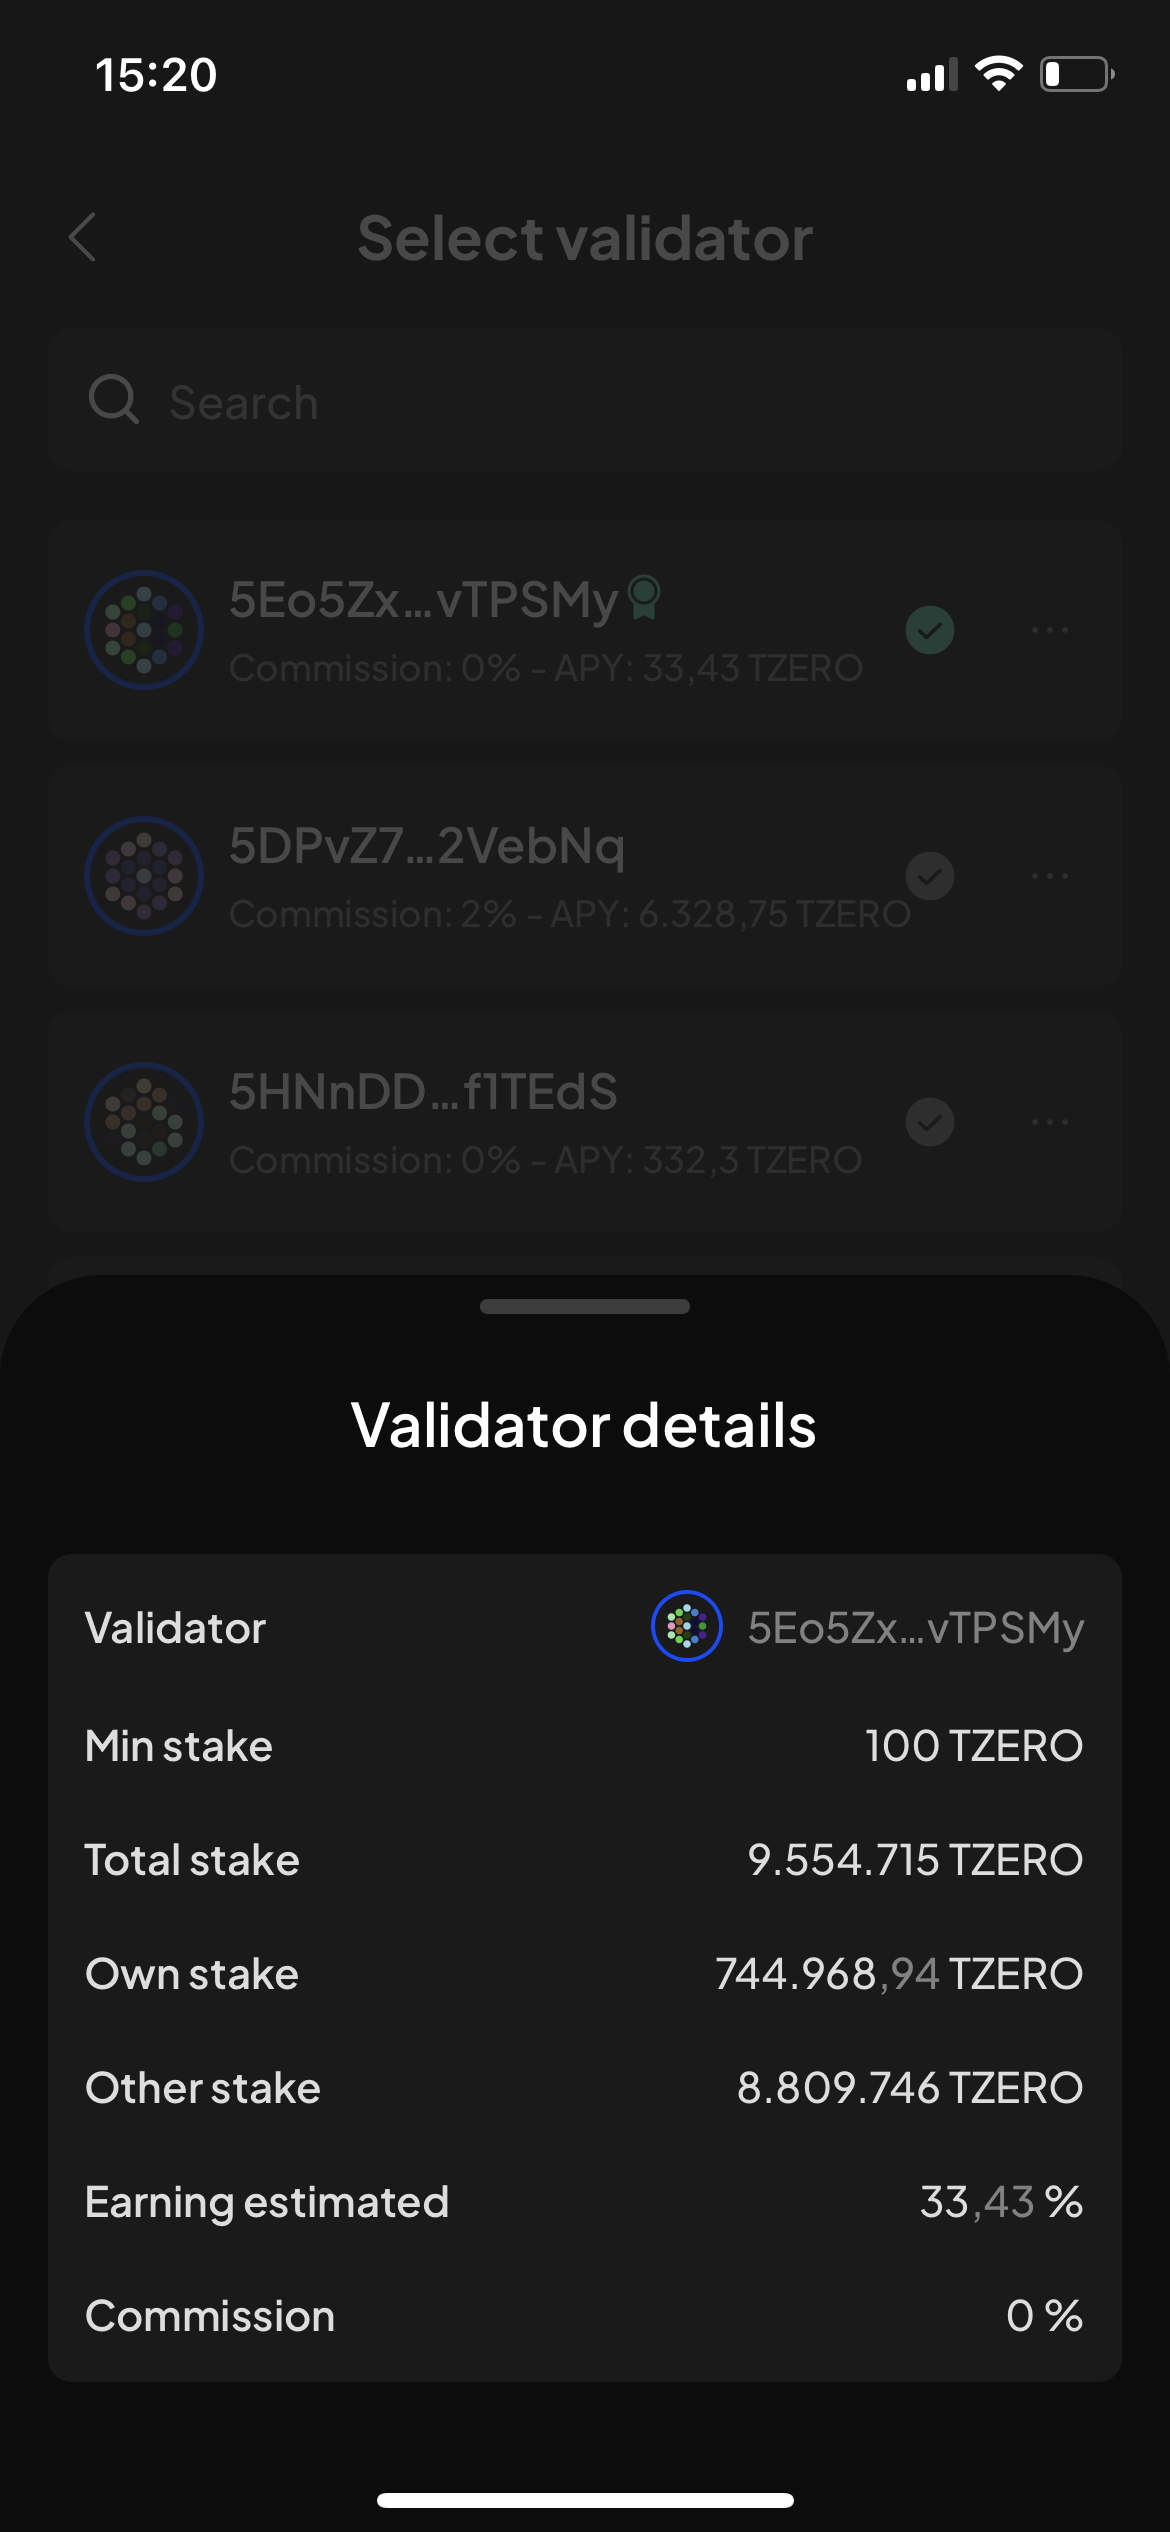 15:20
Select validator
Search
5Eo5Zx...vTPSMy
Commission: 0% - APY: 33,43 TZERO
5DPvZ7...2VebNq
Commission: 2% - APY: 6.328,75 TZERO
5HNnDD...f1TEdS
Commission: 0% - APY: 332,3 TZERO
Validator details
Validator 5Eo5Zx...vTPSMy
Min stake 100 TZERO
Total stake 9.554.715 TZERO
Own stake 744.968,94 TZERO
Other stake 8.809.746 TZERO
Earning estimated 33,43 %
Commission 0 %